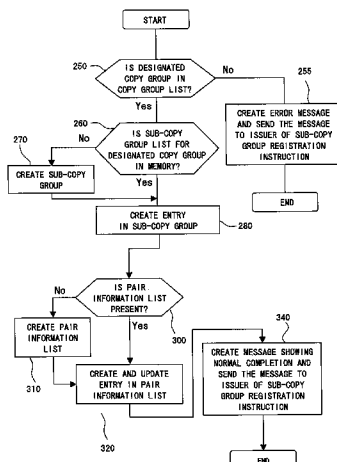 START
250
IS DESIGNATED
COPY GROUP IN
COPY GROUP LIST?
No
255
Yes
CREATE ERROR MESSAGE
AND SEND THE MESSAGE
TO ISSUER OF SUB-COPY
GROUP REGISTRATION
INSTRUCTION
END
260
IS SUB-COPY
GROUP LIST FOR
DESIGNATED COPY GROUP
IN MEMORY?
No
270
Yes
CREATE SUB-COPY
GROUP
CREATE ENTRY
IN SUB-COPY GROUP
280
IS PAIR
INFORMATION LIST
PRESENT?
No
300
Yes
CREATE PAIR
INFORMATION
LIST
310
CREATE AND UPDATE
ENTRY IN PAIR
INFORMATION LIST
320
340
CREATE MESSAGE SHOWING
NORMAL COMPLETION AND
SEND THE MESSAGE TO
ISSUER OF SUB-COPY
GROUP REGISTRATION
INSTRUCTION
END